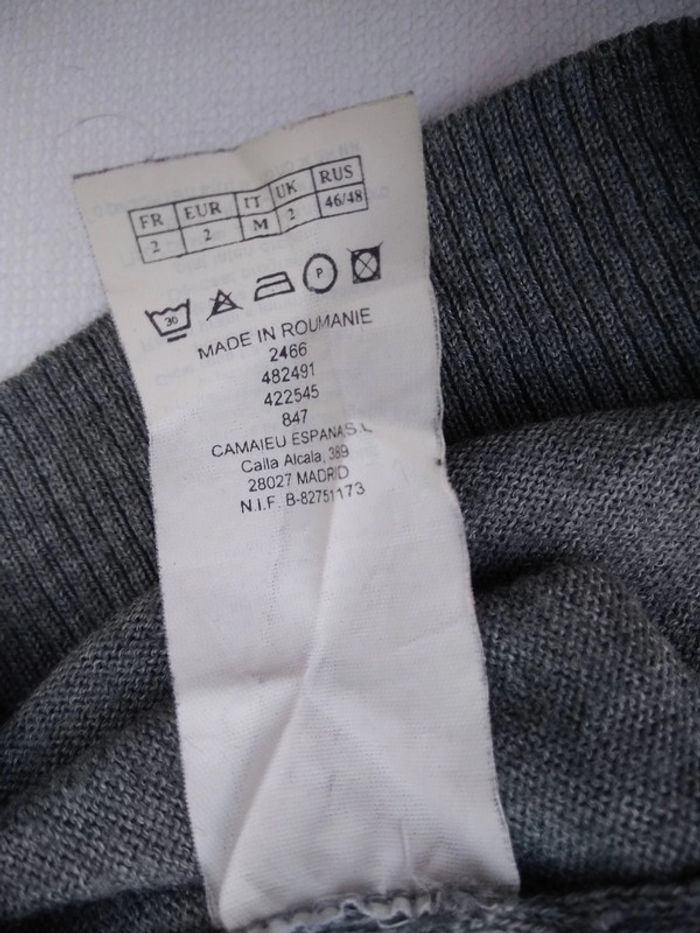 FR EUR IT UK RUS
2 2 M 2 46/48
30 P
MADE IN ROUMANIE
2466
482491
422545
847
CAMAIEU ESPANA S.L
Calla Alcala, 389
28027 MADRID
N.I.F. B-82751173